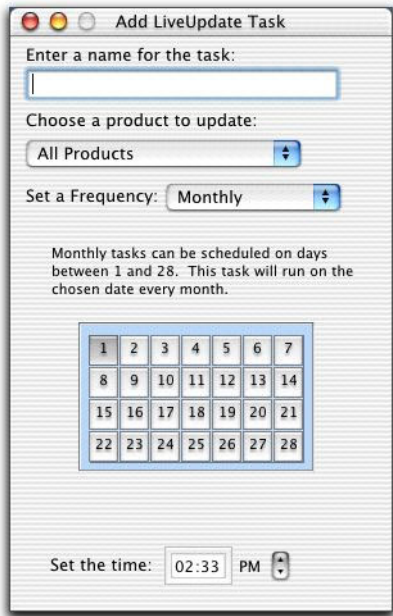 Add LiveUpdate Task
Enter a name for the task:
Choose a product to update:
All Products
Set a Frequency: Monthly
Monthly tasks can be scheduled on days
between 1 and 28. This task will run on the
chosen date every month.
1 2 3 4 5 6 7
8 9 10 11 12 13 14
15 16 17 18 19 20 21
22 23 24 25 26 27 28
Set the time: 02:33 PM